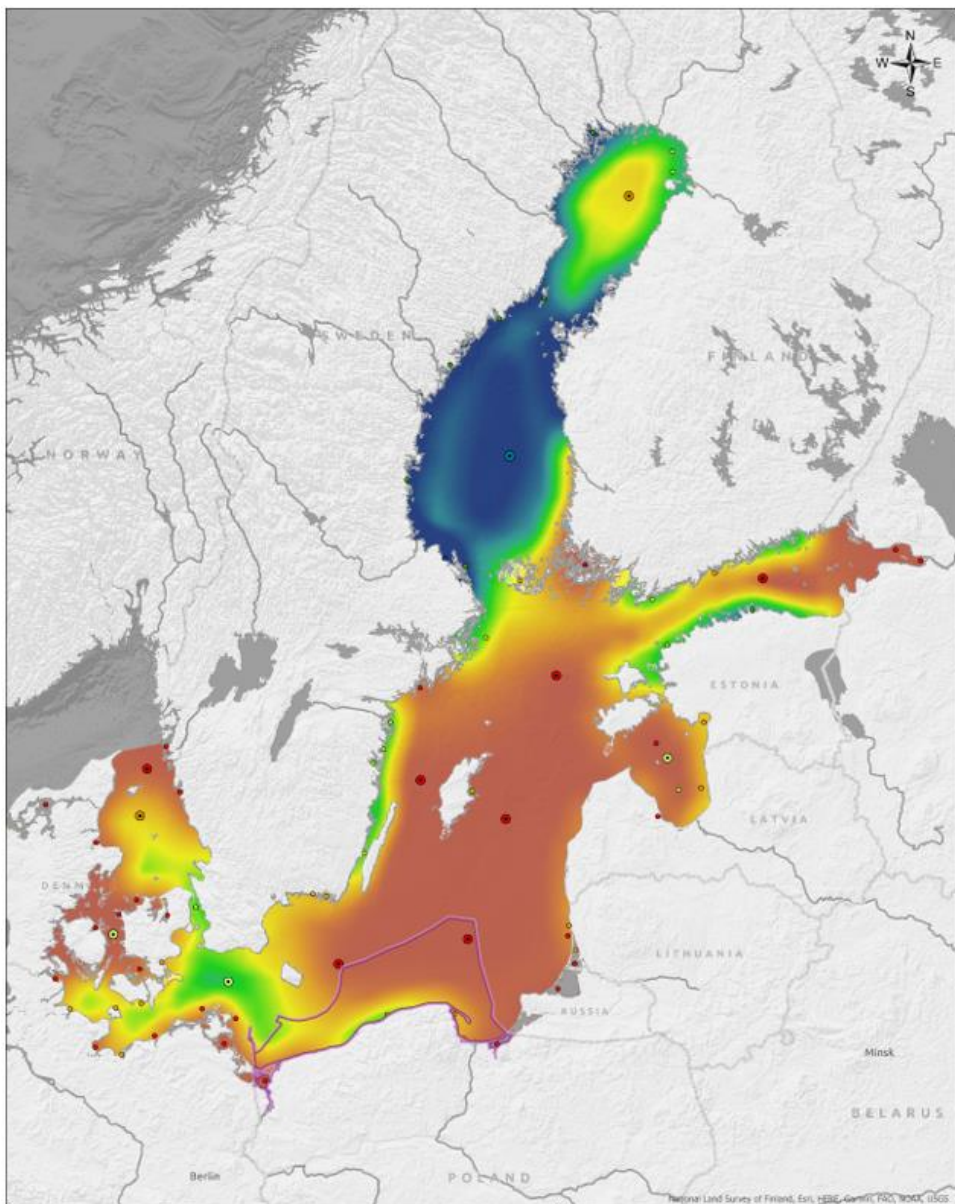 N
W E
S
SWEDEN
FINLAND
NORWAY
ESTONIA
LATVIA
DENN
LITHUANIA
RUSSIA
Minsk
BELARUS
Berlin
POLAND
National Land Survey of Finland, Esri, HERE, Garmin, FAO, NOAA, USGS